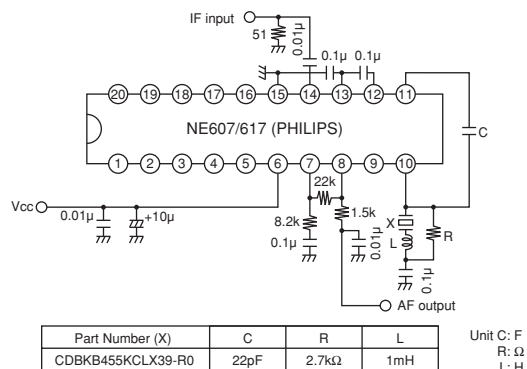 IF input
51
0.01µ
0.1µ 0.1µ
20 19 18 17 16 15 14 13 12 11
NE607/617 (PHILIPS)
C
1 2 3 4 5 6 7 8 9 10
22k
Vcc
0.01µ
+10µ
8.2k
0.1µ
1.5k
0.01µ
X
L
R
0.1µ
AF output
Part Number (X) C R L
CDBKB455KCLX39-R0 22pF 2.7kΩ 1mH
Unit C: F
R: Ω
L: H